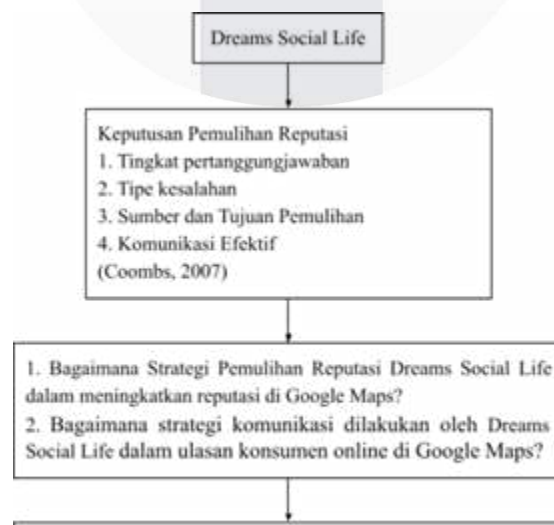 Dreams Social Life
Keputusan Pemulihan Reputasi
1. Tingkat pertanggungjawaban
2. Tipe kesalahan
3. Sumber dan Tujuan Pemulihan
4. Komunikasi Efektif
(Coombs, 2007)
1. Bagaimana Strategi Pemulihan Reputasi Dreams Social Life
dalam meningkatkan reputasi di Google Maps?
2. Bagaimana strategi komunikasi dilakukan oleh Dreams
Social Life dalam ulasan konsumen online di Google Maps?